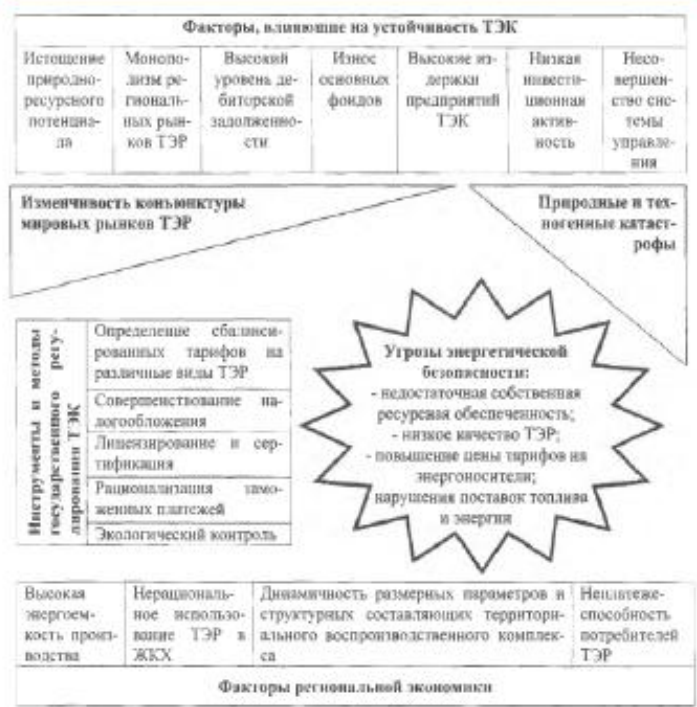 Факторы, влияющие на устойчивость ТЭК
Истощение
природно-
ресурсного
потенциа-
ла
Монопо-
лизм ре-
гиональ-
ных рын-
ков ТЭР
Высокий
уровень де-
биторской
задолженно-
сти
Износ
основных
фондов
Высокие из-
держки
предприятий
ТЭК
Низкая
инвести-
ционная
актив-
ность
Несо-
вершен-
ство сис-
темы
управле-
ния
Изменчивость конъюнктуры
мировых рынков ТЭР
Природные и тех-
ногенные катаст-
рофы
Инструменты и методы
государственного регу-
лирования ТЭК
Определение сбаланси-
рованных тарифов на
различные виды ТЭР
Совершенствование на-
логообложения
Лицензирование и сер-
тификация
Рационализация тамо-
женных платежей
Экологический контроль
Угрозы энергетической
безопасности:
- недостаточная собственная
ресурсная обеспеченность;
- низкое качество ТЭР;
- повышение цены тарифов на
энергоносители;
нарушения поставок топлива
и энергии
Высокая
энергоем-
кость произ-
водства
Нерациональ-
ное использо-
вание ТЭР в
ЖКХ
Динамичность размерных параметров и
структурных составляющих территори-
ального воспроизводственного комплек-
са
Неплатеже-
способность
потребителей
ТЭР
Факторы региональной экономики